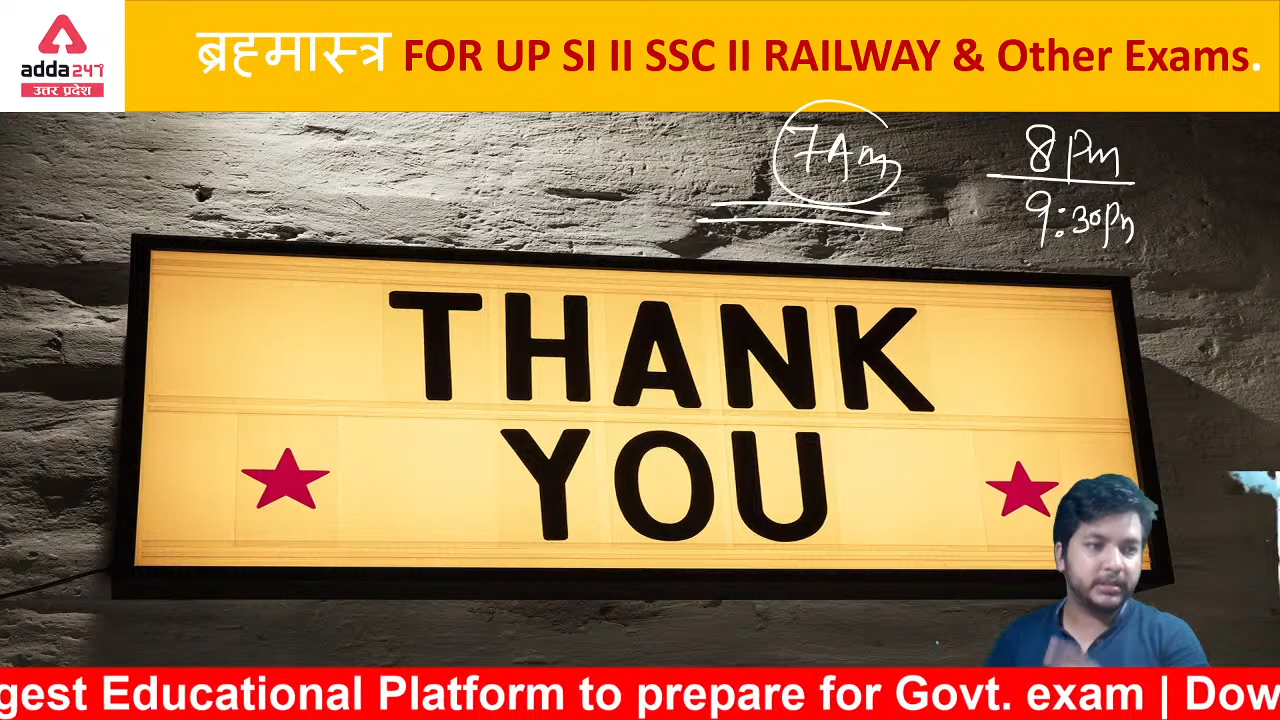 adda247
उत्तर प्रदेश
ब्रह्मास्त्र FOR UP SI II SSC II RAILWAY & Other Exams.
7Am
8pm
9:30pm
THANK
YOU
gest Educational Platform to prepare for Govt. exam | Dow